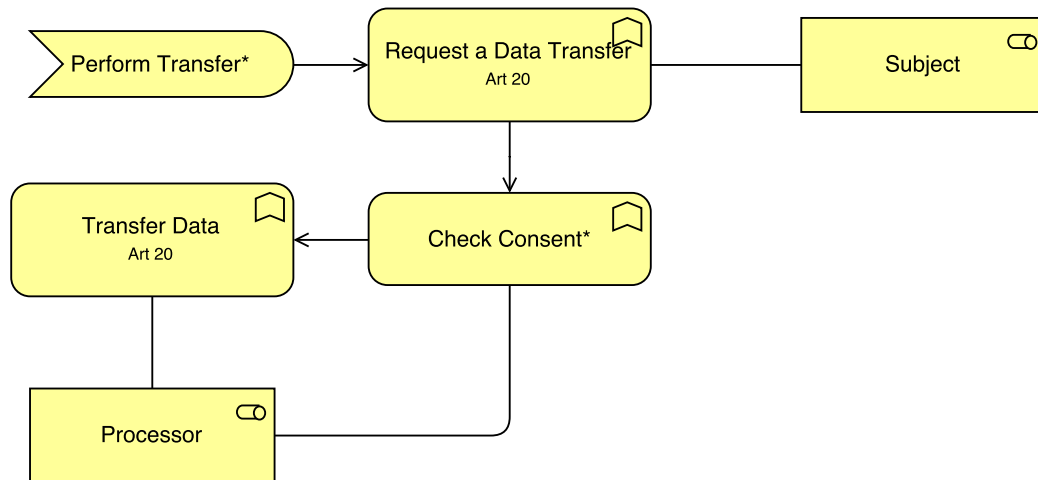 Perform Transfer*
Request a Data Transfer
Art 20
Subject
Transfer Data
Art 20
Check Consent*
Processor